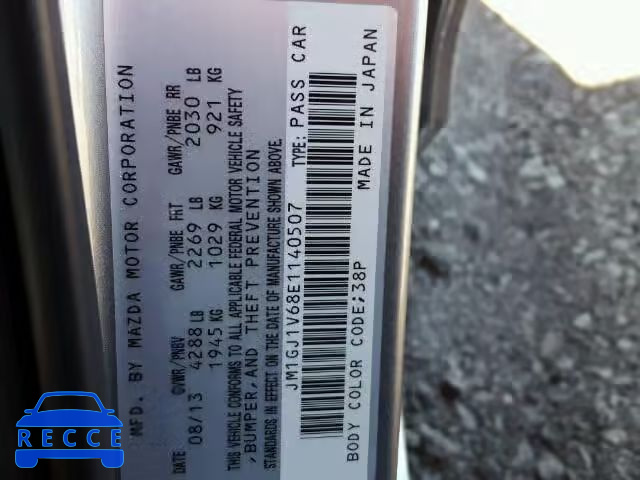 MFD. BY MAZDA MOTOR CORPORATION
DATE GVWR/PNBV GAWR/PNBE FRT GAWR/PNBE RR
08/13 4288 LB 2269 LB 2030 LB
1945 KG 1029 KG 921 KG
THIS VEHICLE CONFORMS TO ALL APPLICABLE FEDERAL MOTOR VEHICLE SAFETY
,BUMPER, AND THEFT PREVENTION
STANDARDS IN EFFECT ON THE DATE OF MANUFACTURE SHOWN ABOVE.
JM1GJ1V68E1140507 TYPE: PASS CAR
BODY COLOR CODE;38P MADE IN JAPAN
RECCE